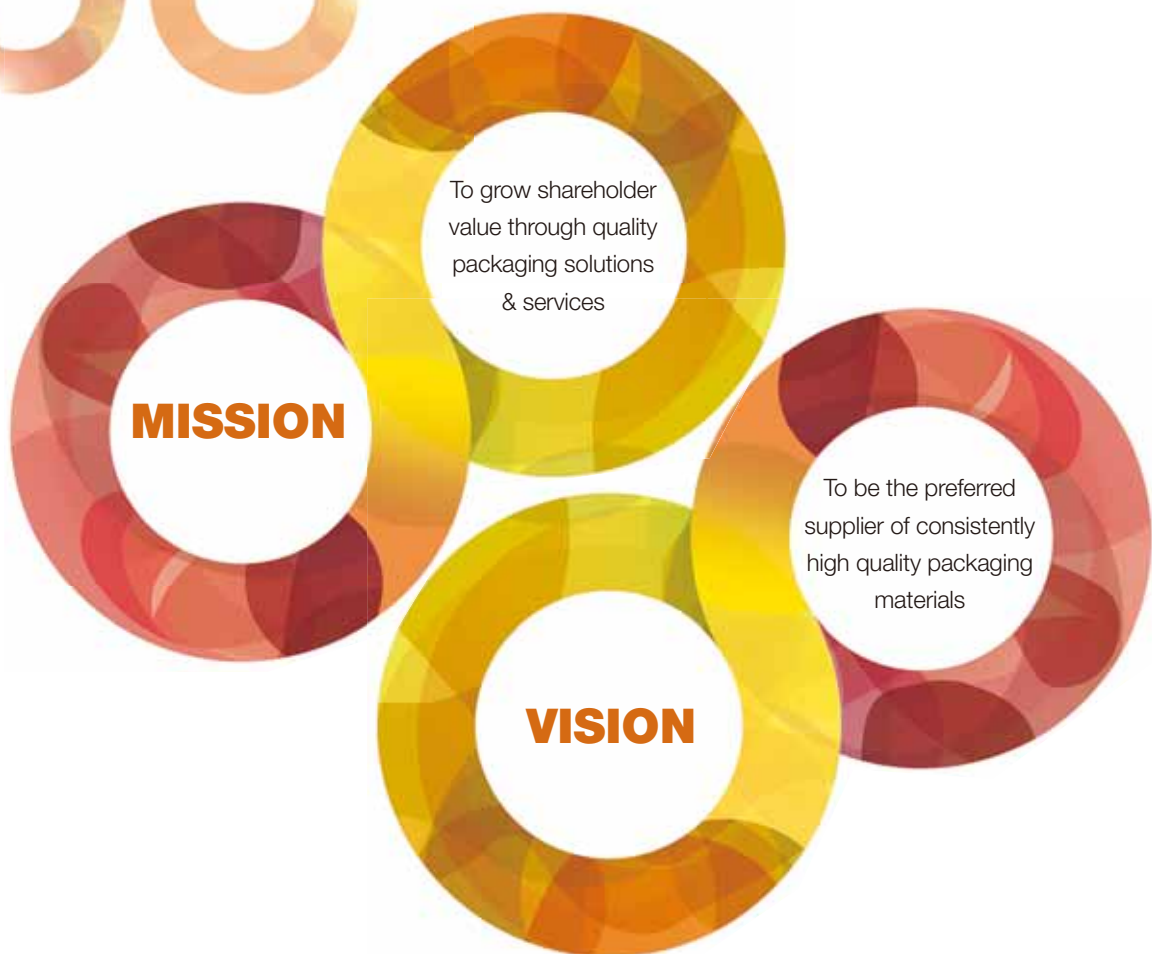 MISSION
To grow shareholder
value through quality
packaging solutions
& services
VISION
To be the preferred
supplier of consistently
high quality packaging
materials